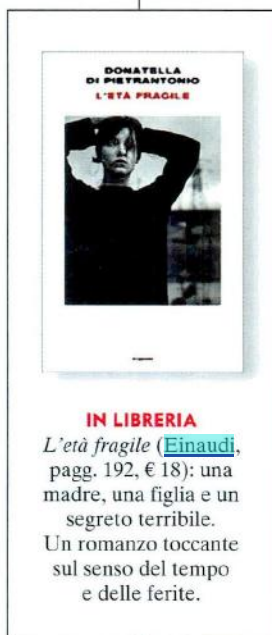 DONATELLA
DI PIETRANTONIO
L'ETÀ FRAGILE
IN LIBRERIA
L'età fragile (Einaudi,
pagg. 192, € 18): una
madre, una figlia e un
segreto terribile.
Un romanzo toccante
sul senso del tempo
e delle ferite.